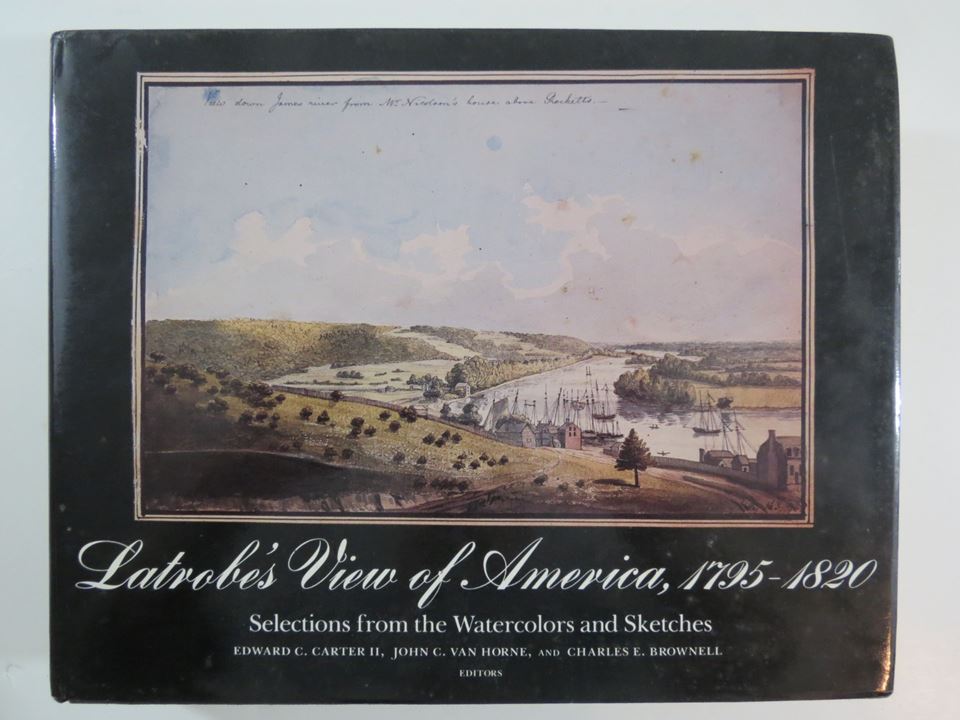 View down James river from Mr. Nicolson's house above Rocketts.—
Latrobe's View of America, 1795-1820
Selections from the Watercolors and Sketches
EDWARD C. CARTER II, JOHN C. VAN HORNE, AND CHARLES E. BROWNELL
EDITORS